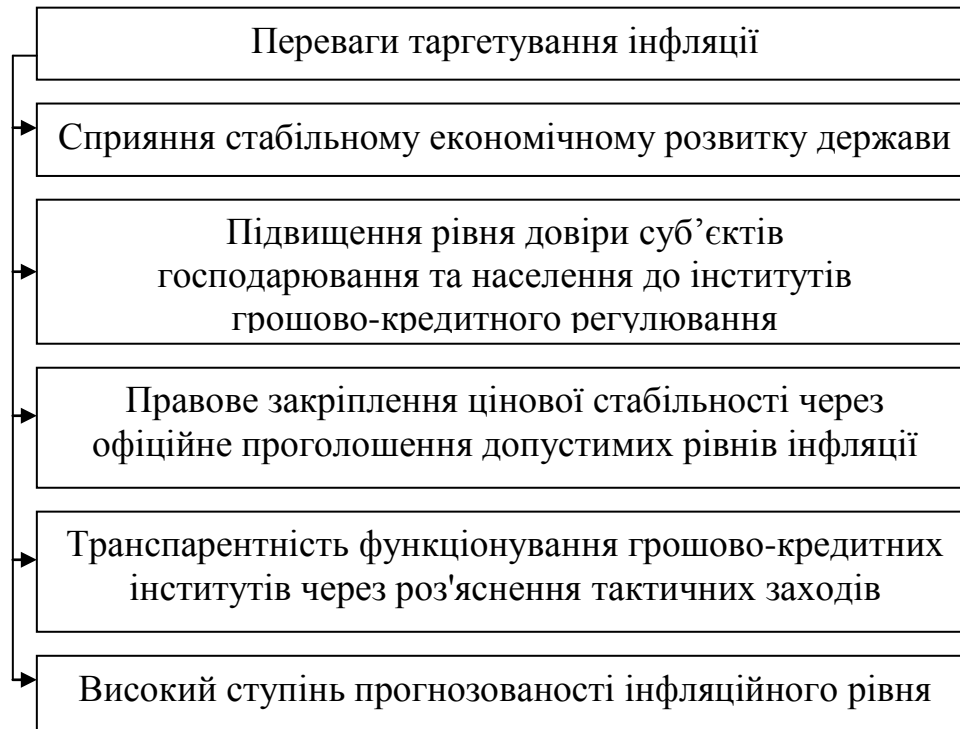 Переваги таргетування інфляції
Сприяння стабільному економічному розвитку держави
Підвищення рівня довіри суб’єктів
господарювання та населення до інститутів
грошово-кредитного регулювання
Правове закріплення цінової стабільності через
офіційне проголошення допустимих рівнів інфляції
Транспарентність функціонування грошово-кредитних
інститутів через роз'яснення тактичних заходів
Високий ступінь прогнозованості інфляційного рівня